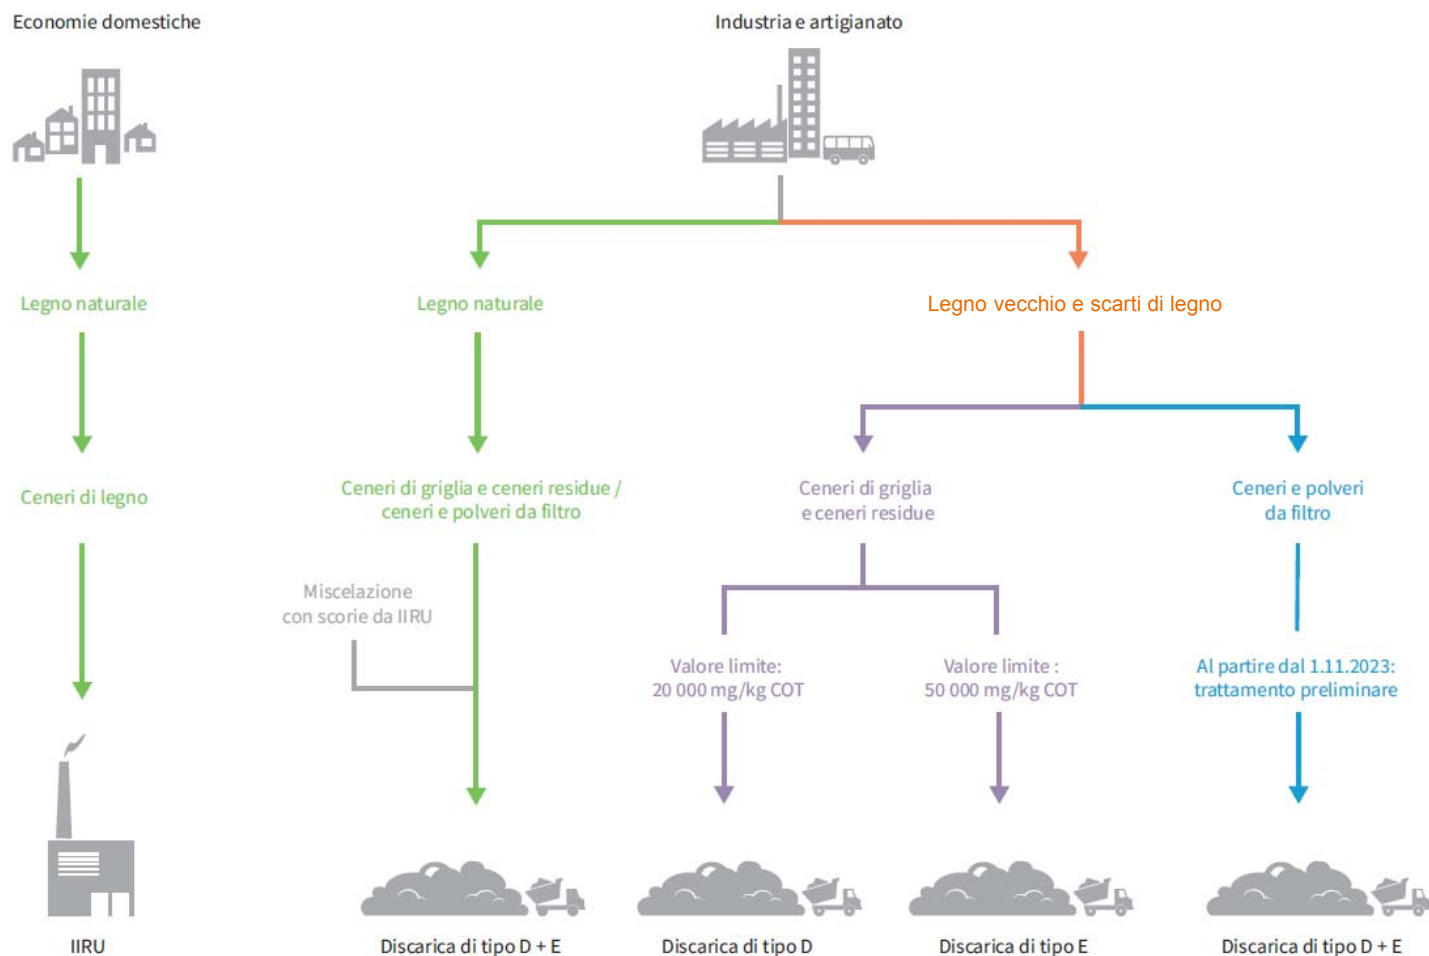 Economie domestiche
Industria e artigianato
Legno naturale
Legno naturale
Legno vecchio e scarti di legno
Ceneri di legno
Ceneri di griglia e ceneri residue /
ceneri e polveri da filtro
Ceneri di griglia
e ceneri residue
Ceneri e polveri
da filtro
Miscelazione
con scorie da IIRU
Valore limite:
20 000 mg/kg COT
Valore limite :
50 000 mg/kg COT
Al partire dal 1.11.2023:
trattamento preliminare
IIRU
Discarica di tipo D + E
Discarica di tipo D
Discarica di tipo E
Discarica di tipo D + E